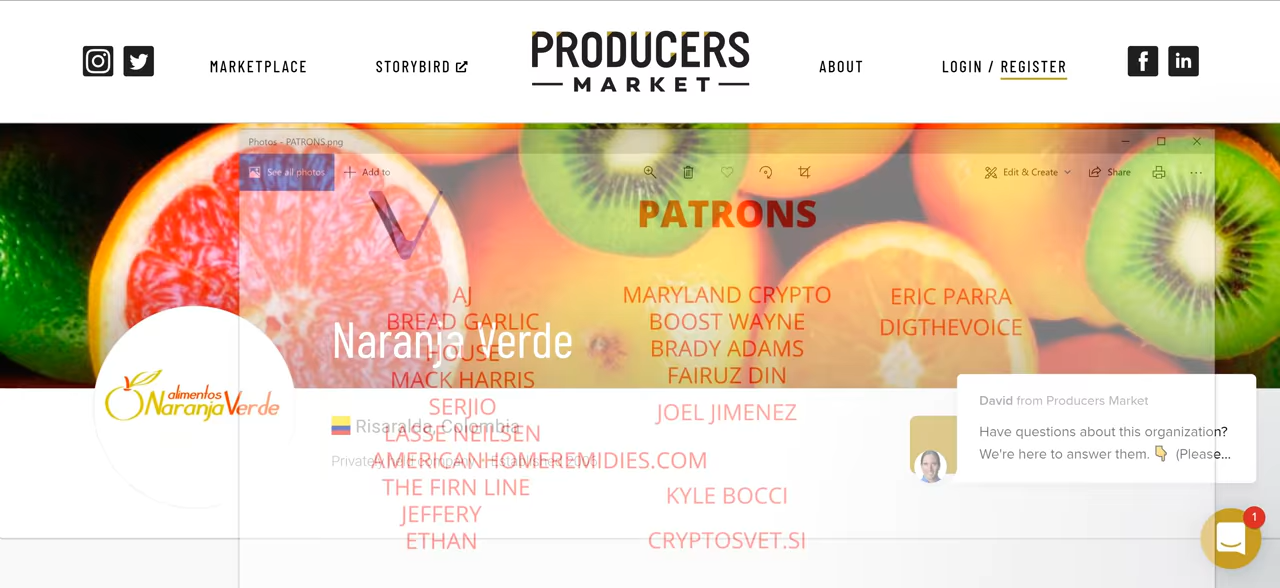 PRODUCERS
MARKET
MARKETPLACE
STORYBIRD
ABOUT
LOGIN / REGISTER
Photos - PATRONS.png
See all photos
Add to
Edit & Create
Share
PATRONS
AJ
BREAD GARLIC
HOUSE
MACK HARRIS
SERJIO
LASSE NEILSEN
AMERICANHOMEREMIDIES.COM
THE FIRN LINE
JEFFERY
ETHAN
MARYLAND CRYPTO
BOOST WAYNE
BRADY ADAMS
FAIRUZ DIN
JOEL JIMENEZ
KYLE BOCCI
CRYPTOSVET.SI
ERIC PARRA
DIGTHEVOICE
Naranja Verde
alimentos
NaranjaVerde
Risaralda, Colombia
David from Producers Market
Have questions about this organization?
We're here to answer them. 👇 (Please...
1